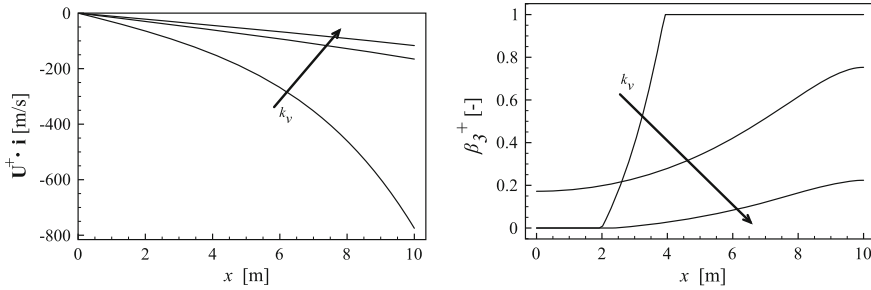 0
-200
-400
-600
-800
U⁺· i [m/s]
k_v
0 2 4 6 8 10
x [m]
1
0.8
0.6
0.4
0.2
0
β₃⁺ [-]
k_v
0 2 4 6 8 10
x [m]